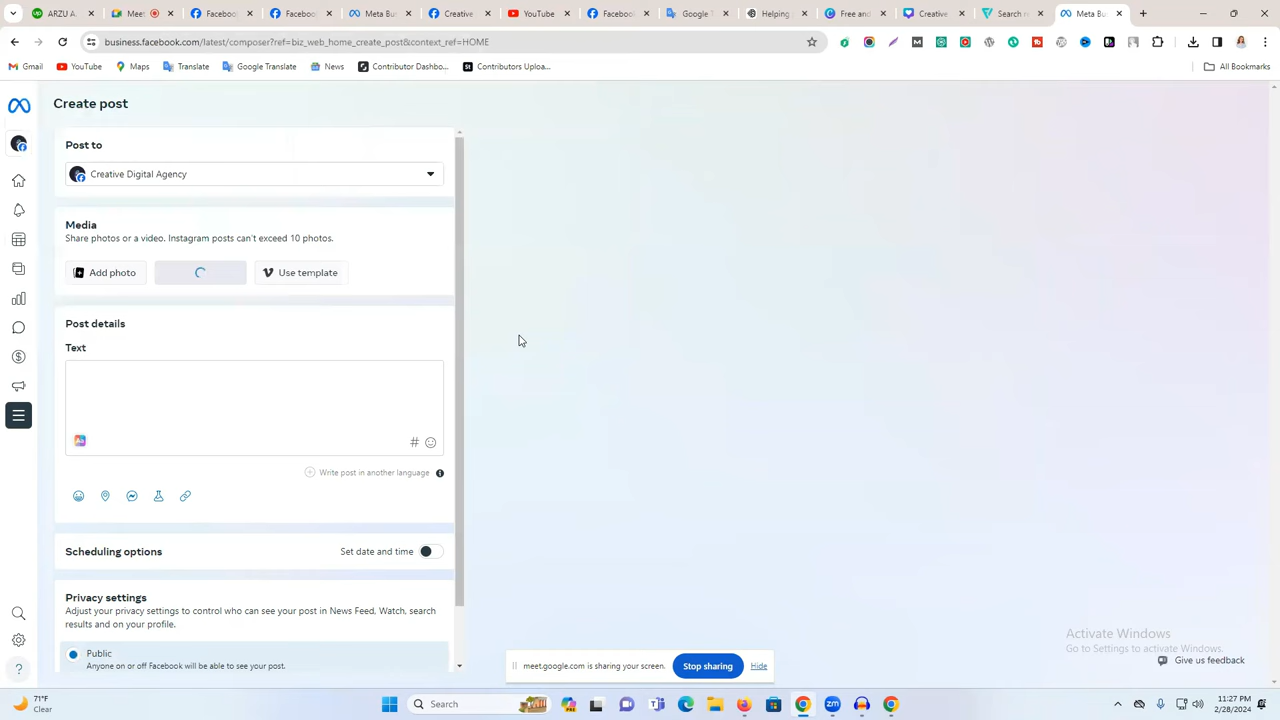 ARZU A
Meet
Facebook
Facebook
Meta Bus
Creative
YouTube
Facebook
Google T
Helping
Free and
Creative
Search r
Meta Bu
business.facebook.com/latest/composer?ref=biz_web_home_create_post&context_ref=HOME
Gmail
YouTube
Maps
Translate
Google Translate
News
Contributor Dashbo...
Contributors Uploa...
All Bookmarks
Create post
Post to
Creative Digital Agency
Media
Share photos or a video. Instagram posts can't exceed 10 photos.
Add photo
Use template
Post details
Text
Write post in another language
Scheduling options
Set date and time
Privacy settings
Adjust your privacy settings to control who can see your post in News Feed, Watch, search
results and on your profile.
Public
Anyone on or off Facebook will be able to see your post.
Activate Windows
Go to Settings to activate Windows.
Give us feedback
meet.google.com is sharing your screen.
Stop sharing
Hide
71°F
Clear
Search
11:27 PM
2/28/2024